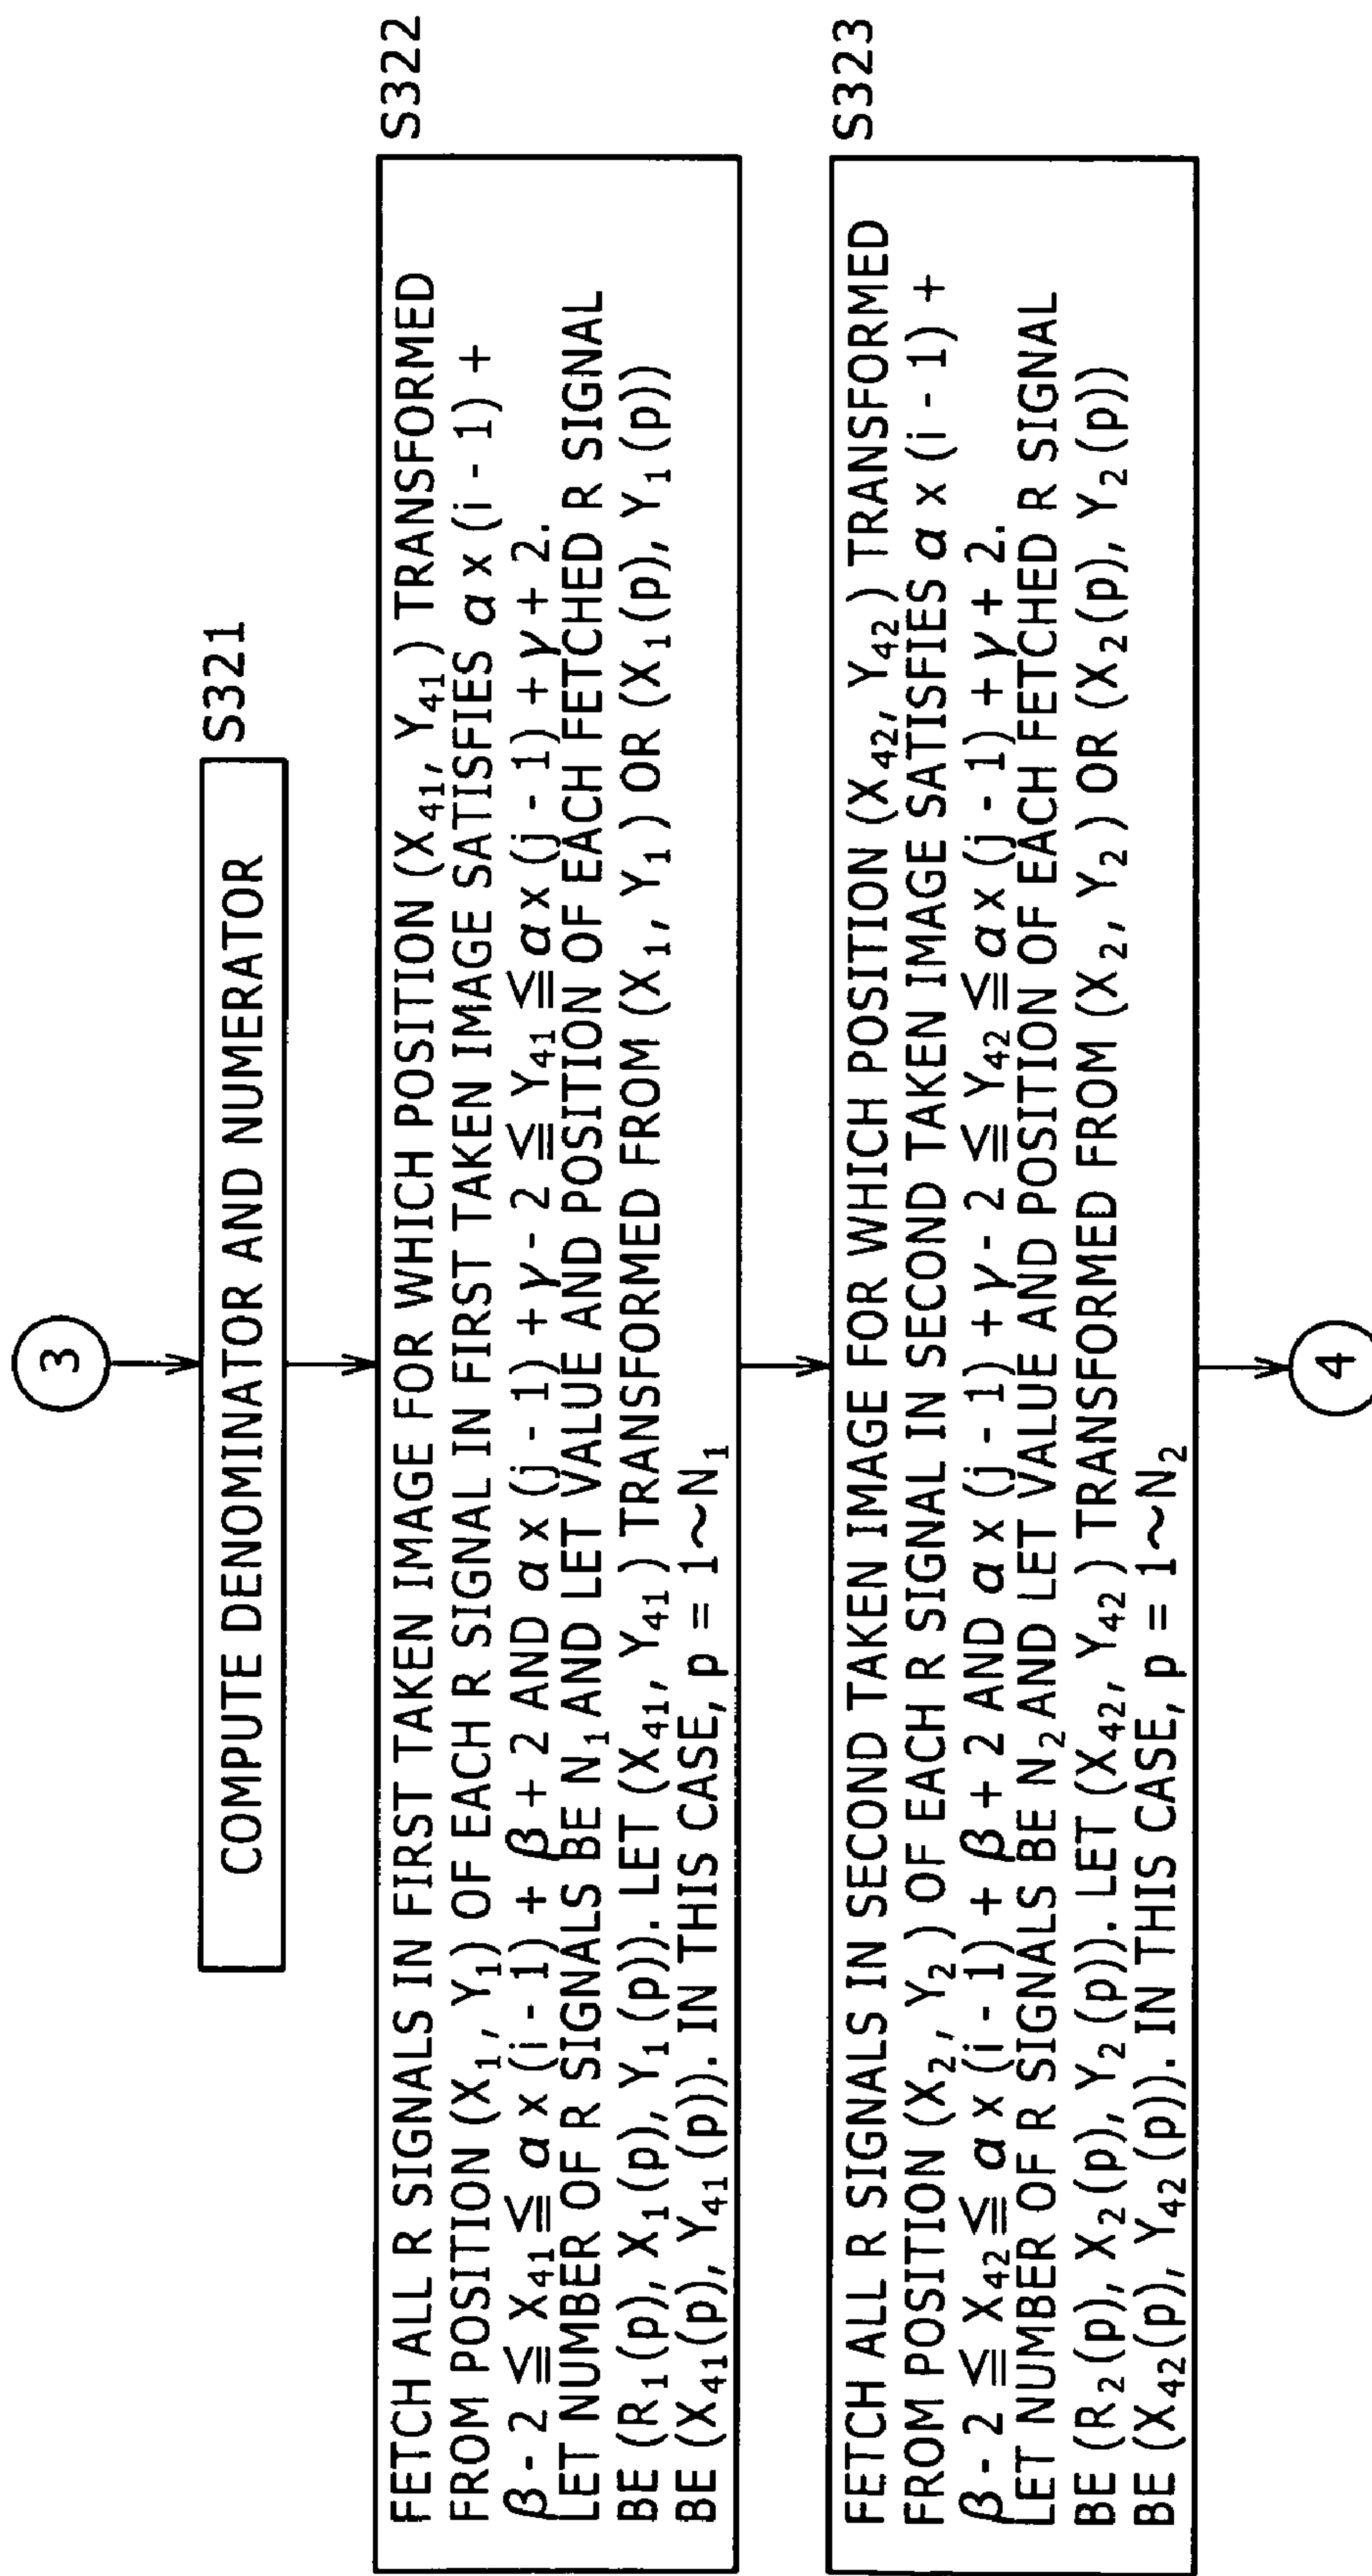 3
S321
COMPUTE DENOMINATOR AND NUMERATOR
S322
FETCH ALL R SIGNALS IN FIRST TAKEN IMAGE FOR WHICH POSITION (X₄₁, Y₄₁) TRANSFORMED
FROM POSITION (X₁, Y₁) OF EACH R SIGNAL IN FIRST TAKEN IMAGE SATISFIES α x (i - 1) +
β - 2 ≦ X₄₁ ≦ α x (i - 1) + β + 2 AND α x (j - 1) + γ - 2 ≦ Y₄₁ ≦ α x (j - 1) + γ + 2.
LET NUMBER OF R SIGNALS BE N₁ AND LET VALUE AND POSITION OF EACH FETCHED R SIGNAL
BE (R₁(p), X₁(p), Y₁(p)). LET (X₄₁, Y₄₁) TRANSFORMED FROM (X₁, Y₁) OR (X₁(p), Y₁(p))
BE (X₄₁(p), Y₄₁(p)). IN THIS CASE, p = 1~N₁
S323
FETCH ALL R SIGNALS IN SECOND TAKEN IMAGE FOR WHICH POSITION (X₄₂, Y₄₂) TRANSFORMED
FROM POSITION (X₂, Y₂) OF EACH R SIGNAL IN SECOND TAKEN IMAGE SATISFIES α x (i - 1) +
β - 2 ≦ X₄₂ ≦ α x (i - 1) + β + 2 AND α x (j - 1) + γ - 2 ≦ Y₄₂ ≦ α x (j - 1) + γ + 2.
LET NUMBER OF R SIGNALS BE N₂ AND LET VALUE AND POSITION OF EACH FETCHED R SIGNAL
BE (R₂(p), X₂(p), Y₂(p)). LET (X₄₂, Y₄₂) TRANSFORMED FROM (X₂, Y₂) OR (X₂(p), Y₂(p))
BE (X₄₂(p), Y₄₂(p)). IN THIS CASE, p = 1~N₂
4